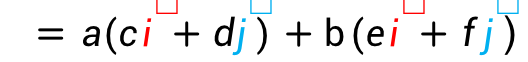 = a(ci□ + dj□) + b(ei□ + fj□)